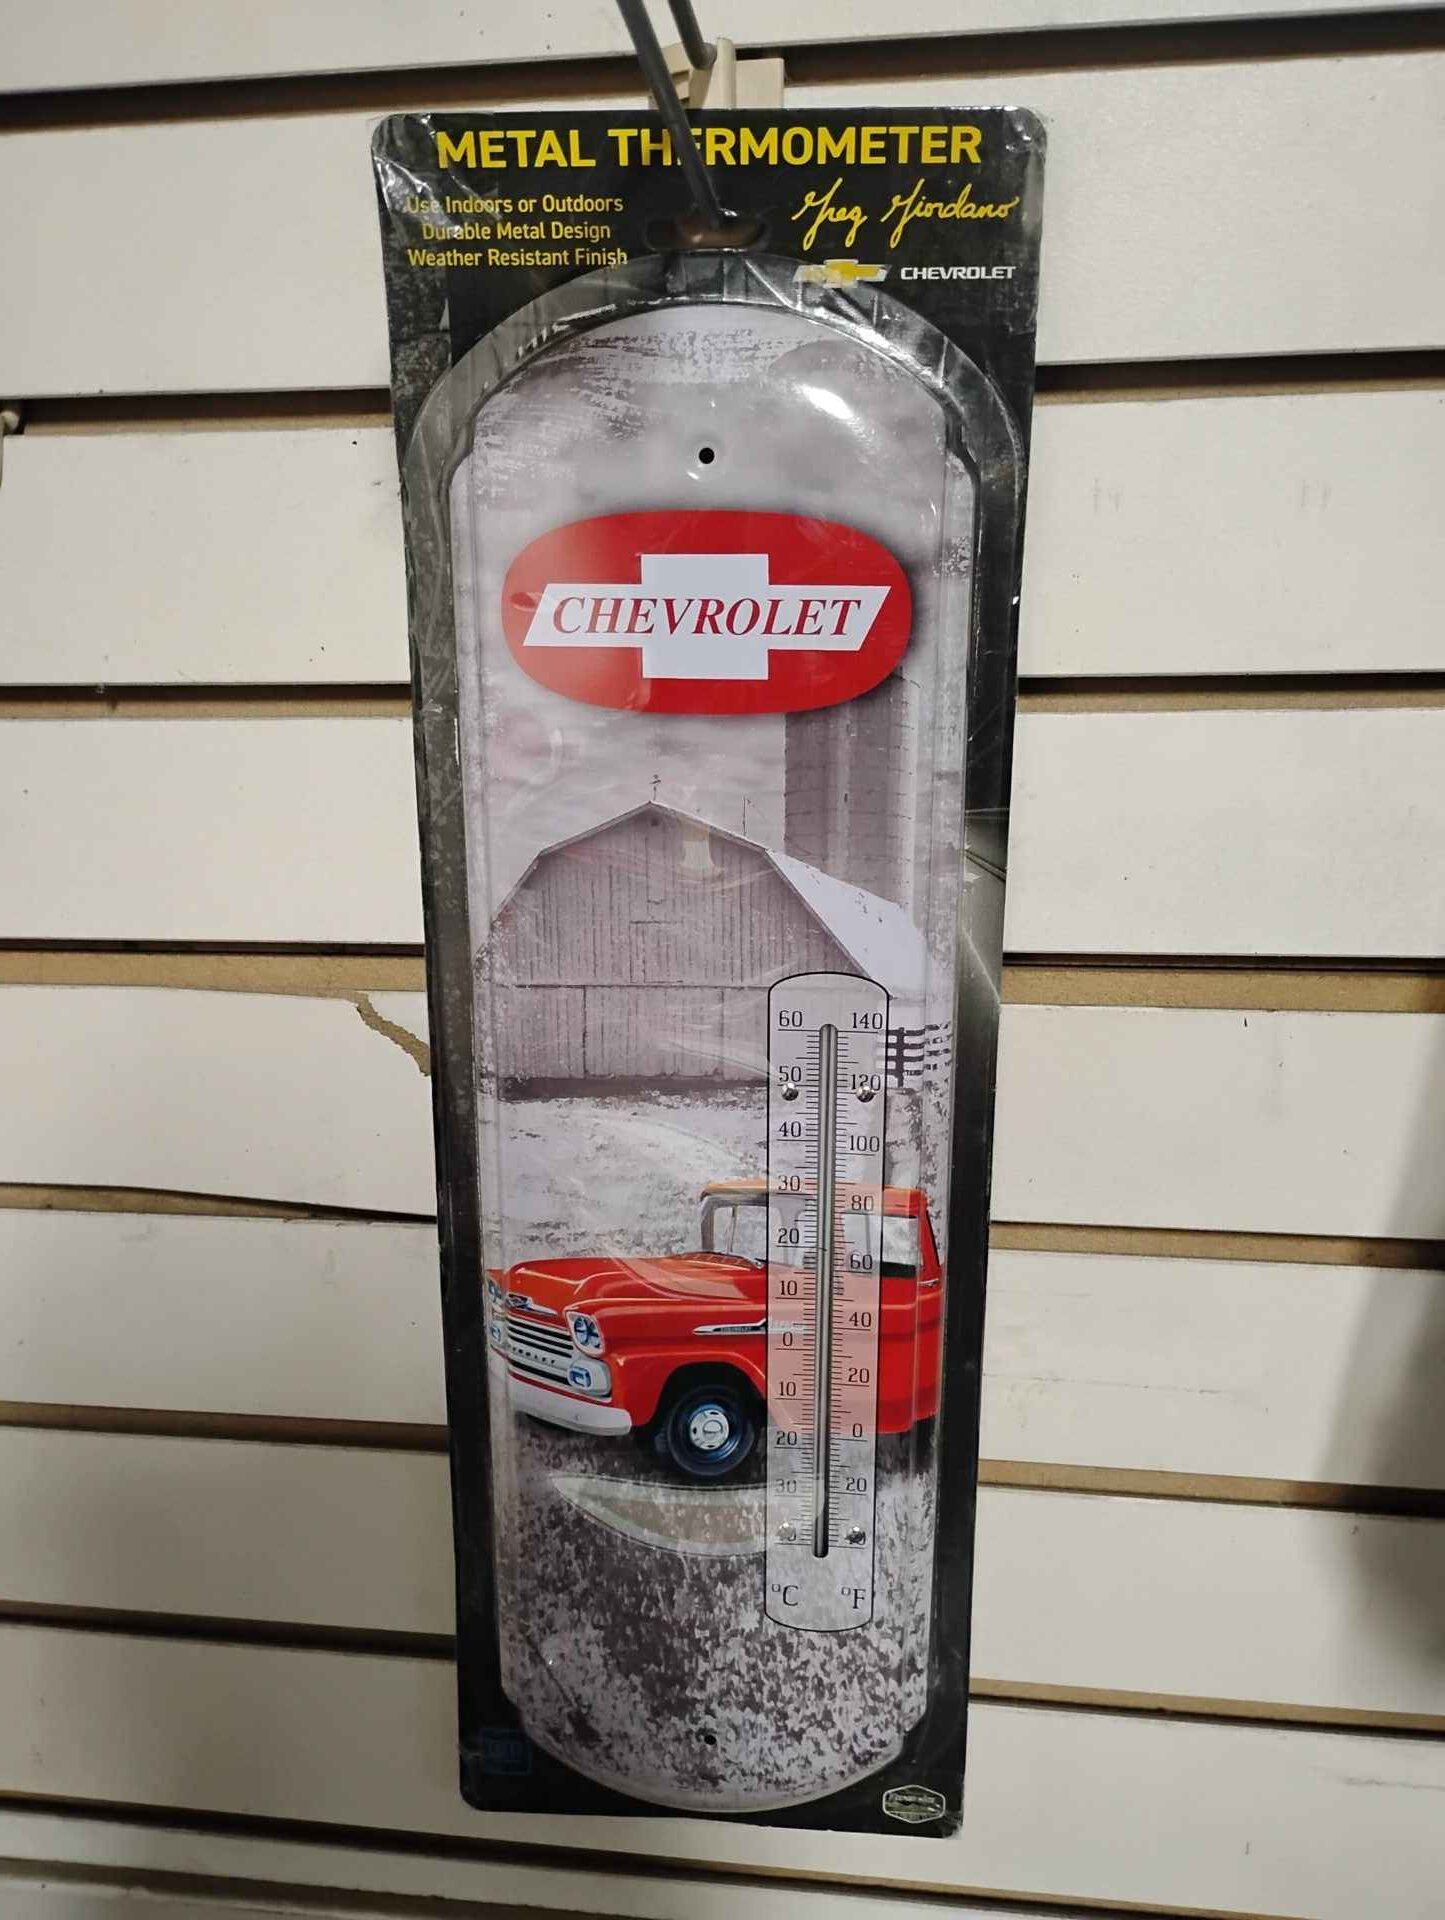 METAL THERMOMETER
Use Indoors or Outdoors
Durable Metal Design
Weather Resistant Finish
Greg Giordano
CHEVROLET
CHEVROLET
60 140
50 120
40 100
30 80
20 60
10 40
0 20
10 0
20 20
30
°C °F